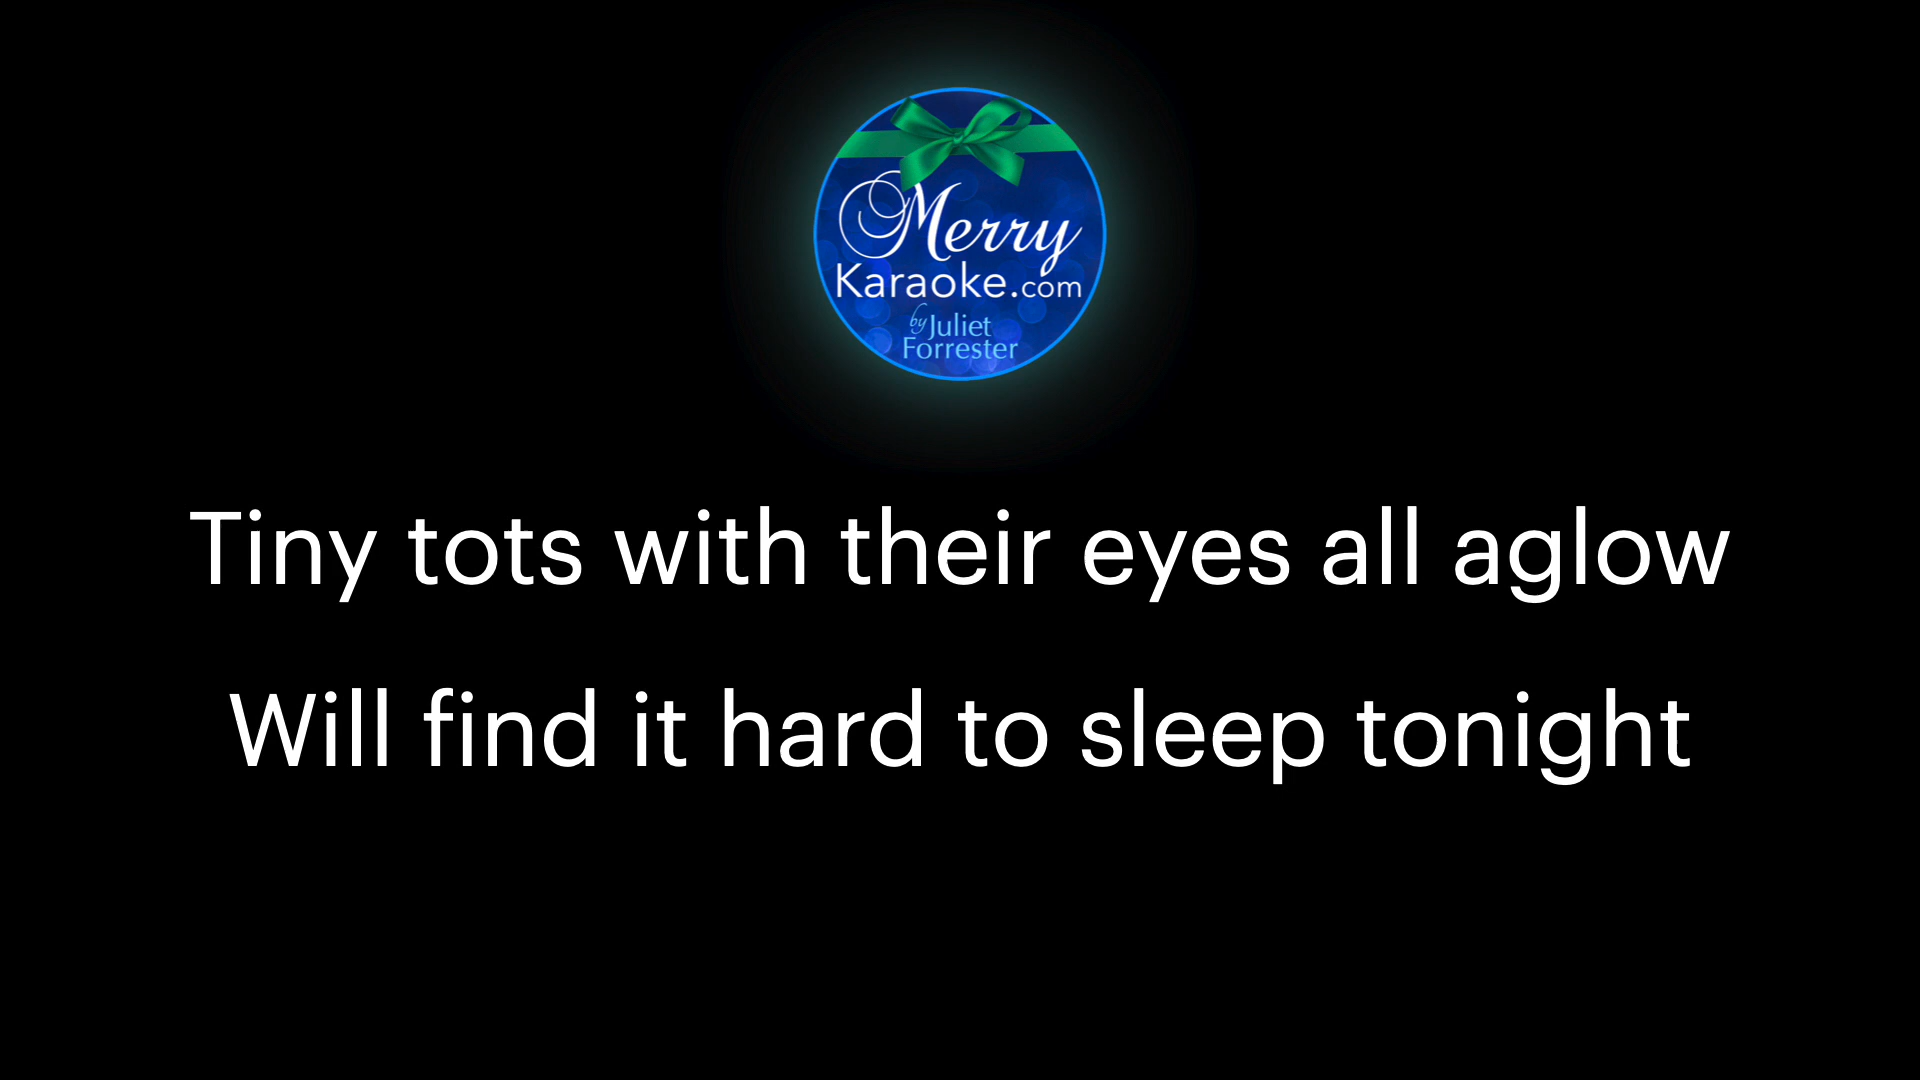 Merry
Karaoke.com
by Juliet
Forrester
Tiny tots with their eyes all aglow
Will find it hard to sleep tonight